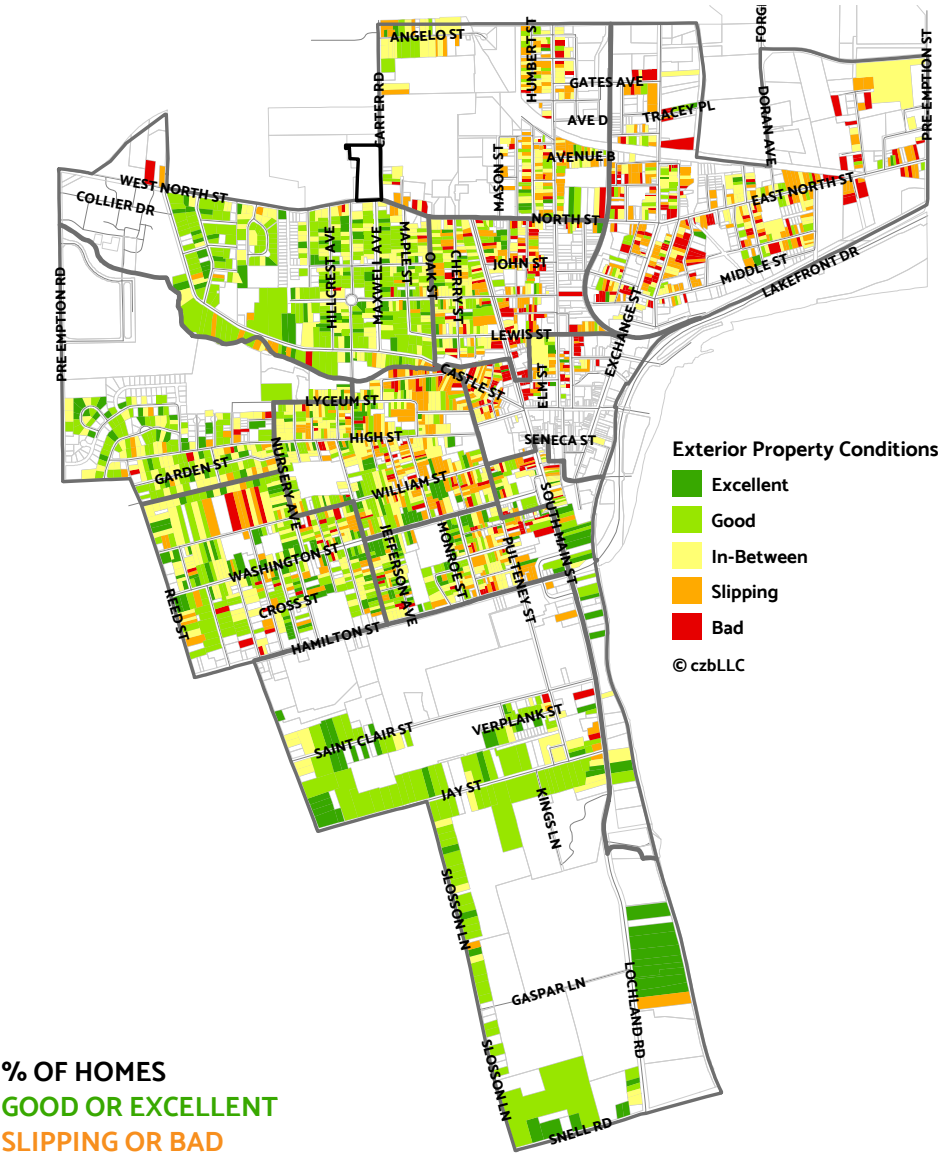 ANGELO ST
HUMBERT ST
FORG
PRE-EMPTION ST
CARTER RD
GATES AVE
DORAN AVE
TRACEY PL
AVE D
AVENUE B
MASON ST
WEST NORTH ST
COLLIER DR
EAST NORTH ST
NORTH ST
HILLCREST AVE
MAXWELL AVE
MAPLE ST
OAK ST
CHERRY ST
JOHN ST
MIDDLE ST
LAKEFRONT DR
PRE EMPTION RD
EXCHANGE ST
LEWIS ST
CASTLE ST
ELM ST
LYCEUM ST
HIGH ST
SENECA ST
Exterior Property Conditions
Excellent
Good
In-Between
Slipping
Bad
© czbLLC
GARDEN ST
NURSERY AVE
WILLIAM ST
SOUTH MAIN ST
WASHINGTON ST
JEFFERSON AVE
MONROE ST
PULTENEY ST
REED ST
CROSS ST
HAMILTON ST
SAINT CLAIR ST
VERPLANK ST
JAY ST
KINGS LN
SLOSSON LN
GASPAR LN
LOCHLAND RD
SLOSSON LN
SNELL RD
% OF HOMES
GOOD OR EXCELLENT
SLIPPING OR BAD